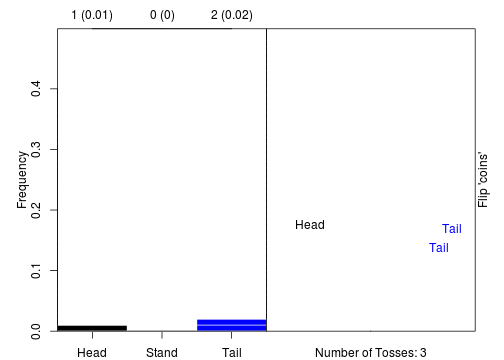 1 (0.01) 0 (0) 2 (0.02)
Frequency
0.4
0.3
0.2
0.1
0.0
Head Stand Tail
Head
Tail
Tail
Flip 'coins'
Number of Tosses: 3